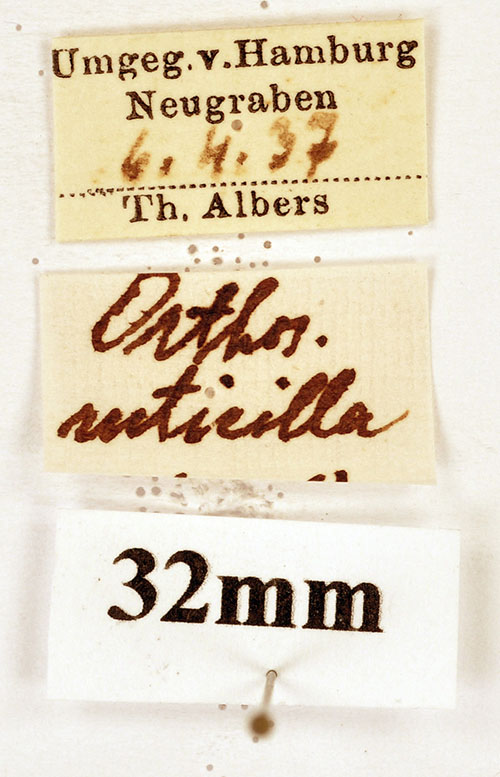 Umgeg.v.Hamburg
Neugraben
6.4.37
Th. Albers
Orthos.
ruticilla
32mm